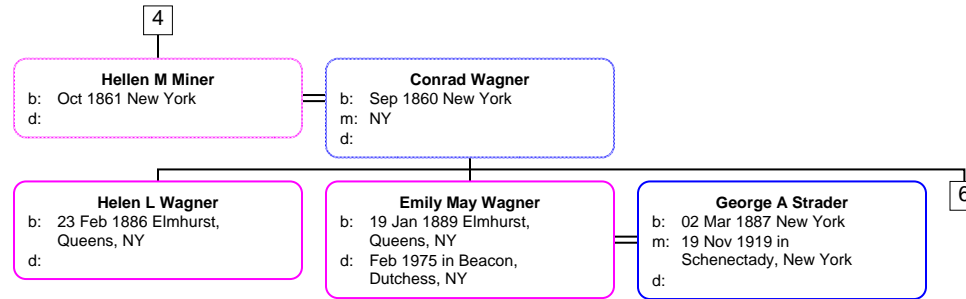 4
Hellen M Miner
b: Oct 1861 New York
d:
Conrad Wagner
b: Sep 1860 New York
m: NY
d:
Helen L Wagner
b: 23 Feb 1886 Elmhurst,
Queens, NY
d:
Emily May Wagner
b: 19 Jan 1889 Elmhurst,
Queens, NY
d: Feb 1975 in Beacon,
Dutchess, NY
George A Strader
b: 02 Mar 1887 New York
m: 19 Nov 1919 in
Schenectady, New York
d:
6